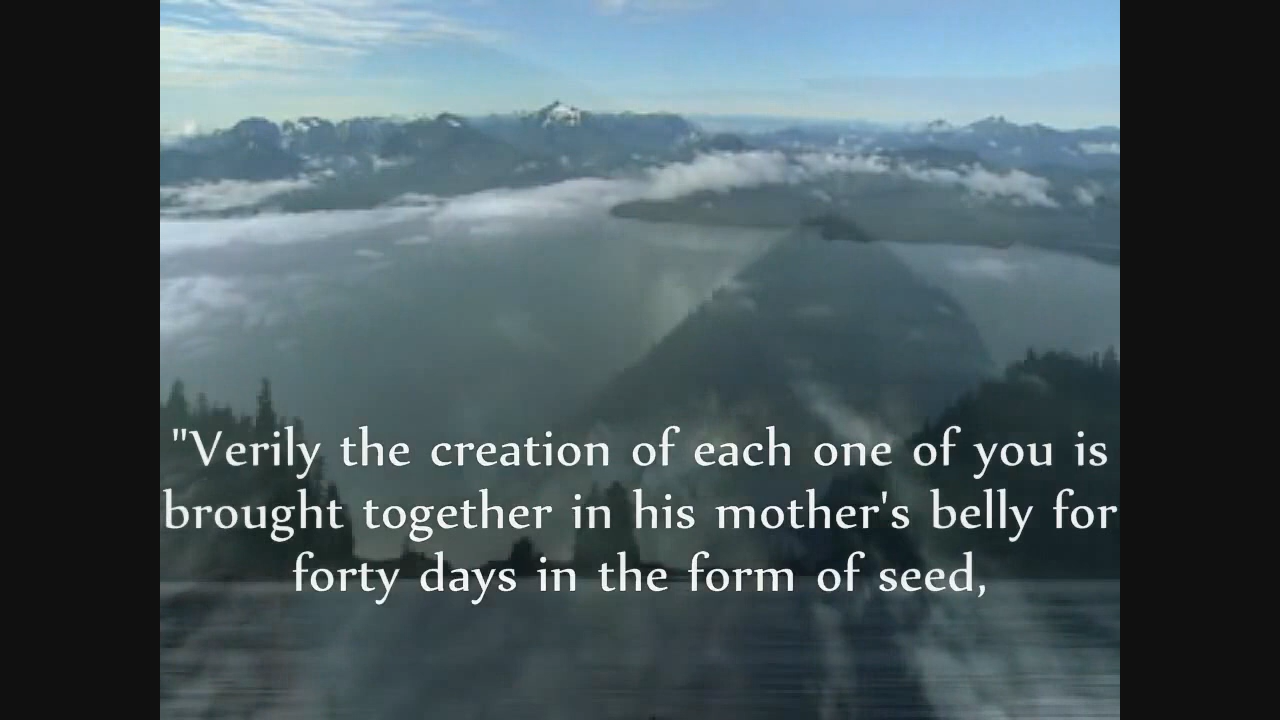 "Verily the creation of each one of you is
brought together in his mother's belly for
forty days in the form of seed,